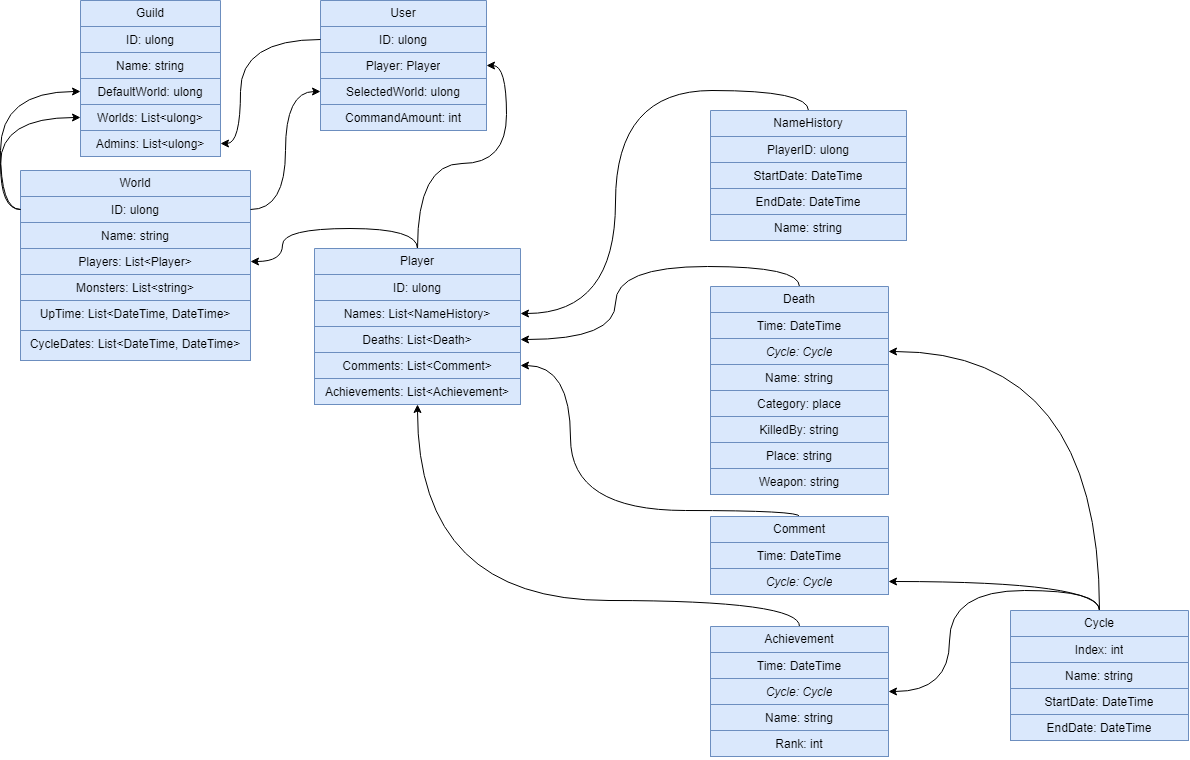 Guild
ID: ulong
Name: string
DefaultWorld: ulong
Worlds: List<ulong>
Admins: List<ulong>
User
ID: ulong
Player: Player
SelectedWorld: ulong
CommandAmount: int
World
ID: ulong
Name: string
Players: List<Player>
Monsters: List<string>
UpTime: List<DateTime, DateTime>
CycleDates: List<DateTime, DateTime>
Player
ID: ulong
Names: List<NameHistory>
Deaths: List<Death>
Comments: List<Comment>
Achievements: List<Achievement>
NameHistory
PlayerID: ulong
StartDate: DateTime
EndDate: DateTime
Name: string
Death
Time: DateTime
Cycle: Cycle
Name: string
Category: place
KilledBy: string
Place: string
Weapon: string
Comment
Time: DateTime
Cycle: Cycle
Achievement
Time: DateTime
Cycle: Cycle
Name: string
Rank: int
Cycle
Index: int
Name: string
StartDate: DateTime
EndDate: DateTime